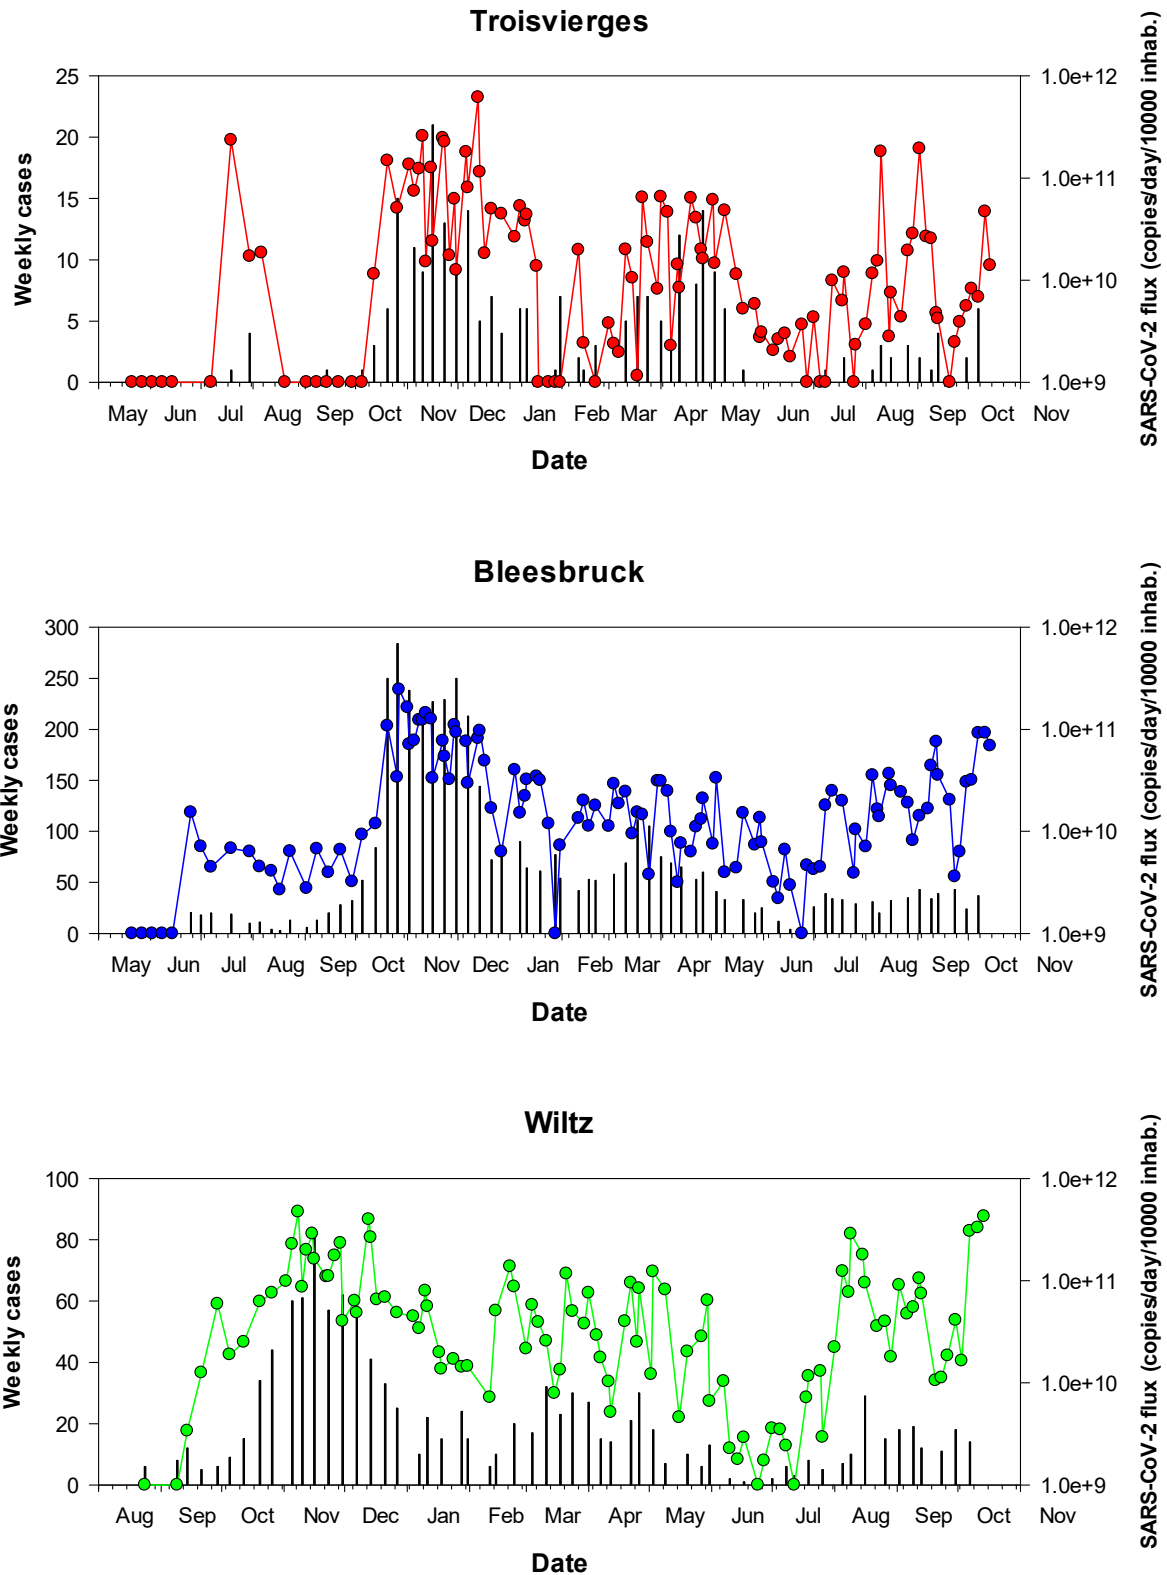 Troisvierges
25
20
15
10
5
0
Weekly cases
1.0e+12
1.0e+11
1.0e+10
1.0e+9
SARS-CoV-2 flux (copies/day/10000 inhab.)
May Jun Jul Aug Sep Oct Nov Dec Jan Feb Mar Apr May Jun Jul Aug Sep Oct Nov
Date
Bleesbruck
300
250
200
150
100
50
0
Weekly cases
1.0e+12
1.0e+11
1.0e+10
1.0e+9
SARS-CoV-2 flux (copies/day/10000 inhab.)
May Jun Jul Aug Sep Oct Nov Dec Jan Feb Mar Apr May Jun Jul Aug Sep Oct Nov
Date
Wiltz
100
80
60
40
20
0
Weekly cases
1.0e+12
1.0e+11
1.0e+10
1.0e+9
SARS-CoV-2 flux (copies/day/10000 inhab.)
Aug Sep Oct Nov Dec Jan Feb Mar Apr May Jun Jul Aug Sep Oct Nov
Date